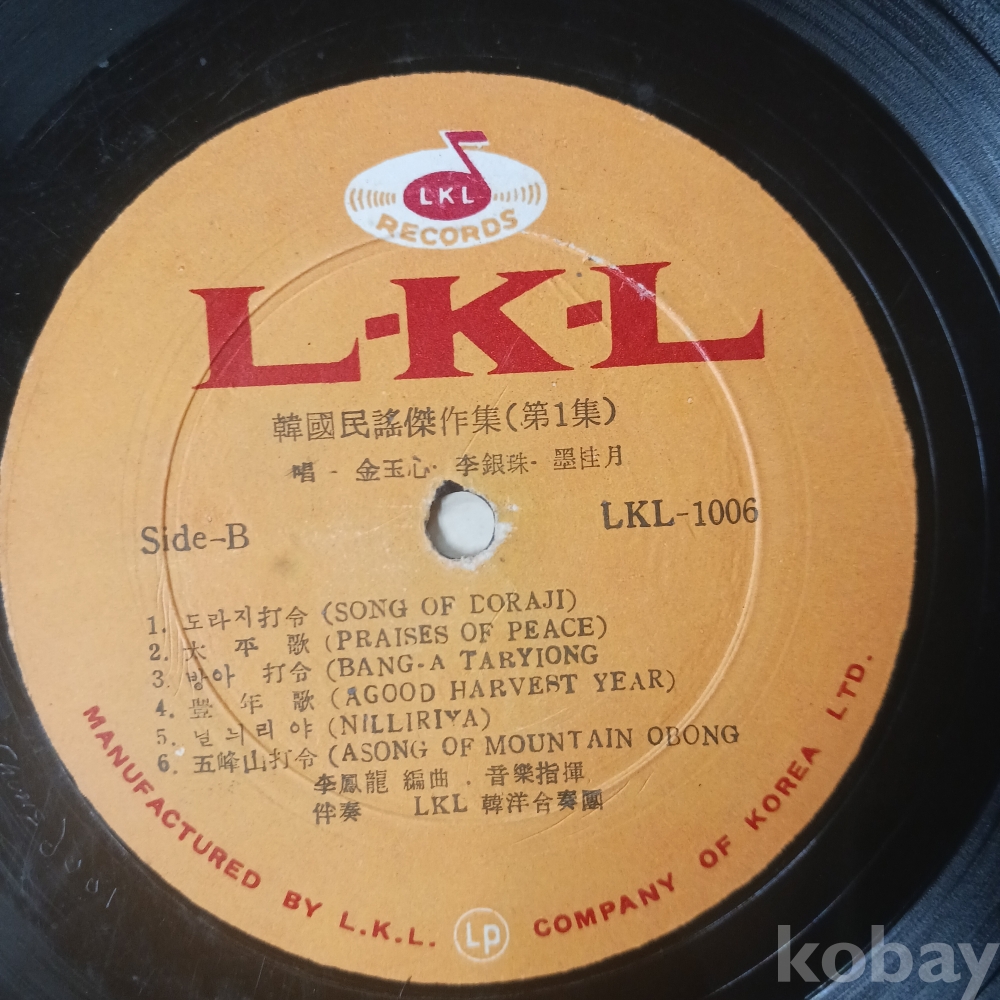 LKL
RECORDS
L-K-L
韓國民謠傑作集(第1集)
唱 - 金玉心· 李銀珠- 墨桂月
Side-B
LKL-1006
1. 도라지打令 (SONG OF DORAJI)
2. 太 平 歌 (PRAISES OF PEACE)
3. 방아 打令 (BANG-A TARYIONG
4. 豊 年 歌 (AGOOD HARVEST YEAR)
5. 닐늬리야 (NILLIRIYA)
6. 五峰山打令 (ASONG OF MOUNTAIN OBONG
李鳳龍 編曲 . 音樂指揮
伴奏 LKL 韓洋合奏團
MANUFACTURED BY L.K.L. Lp COMPANY OF KOREA LTD.
kobay